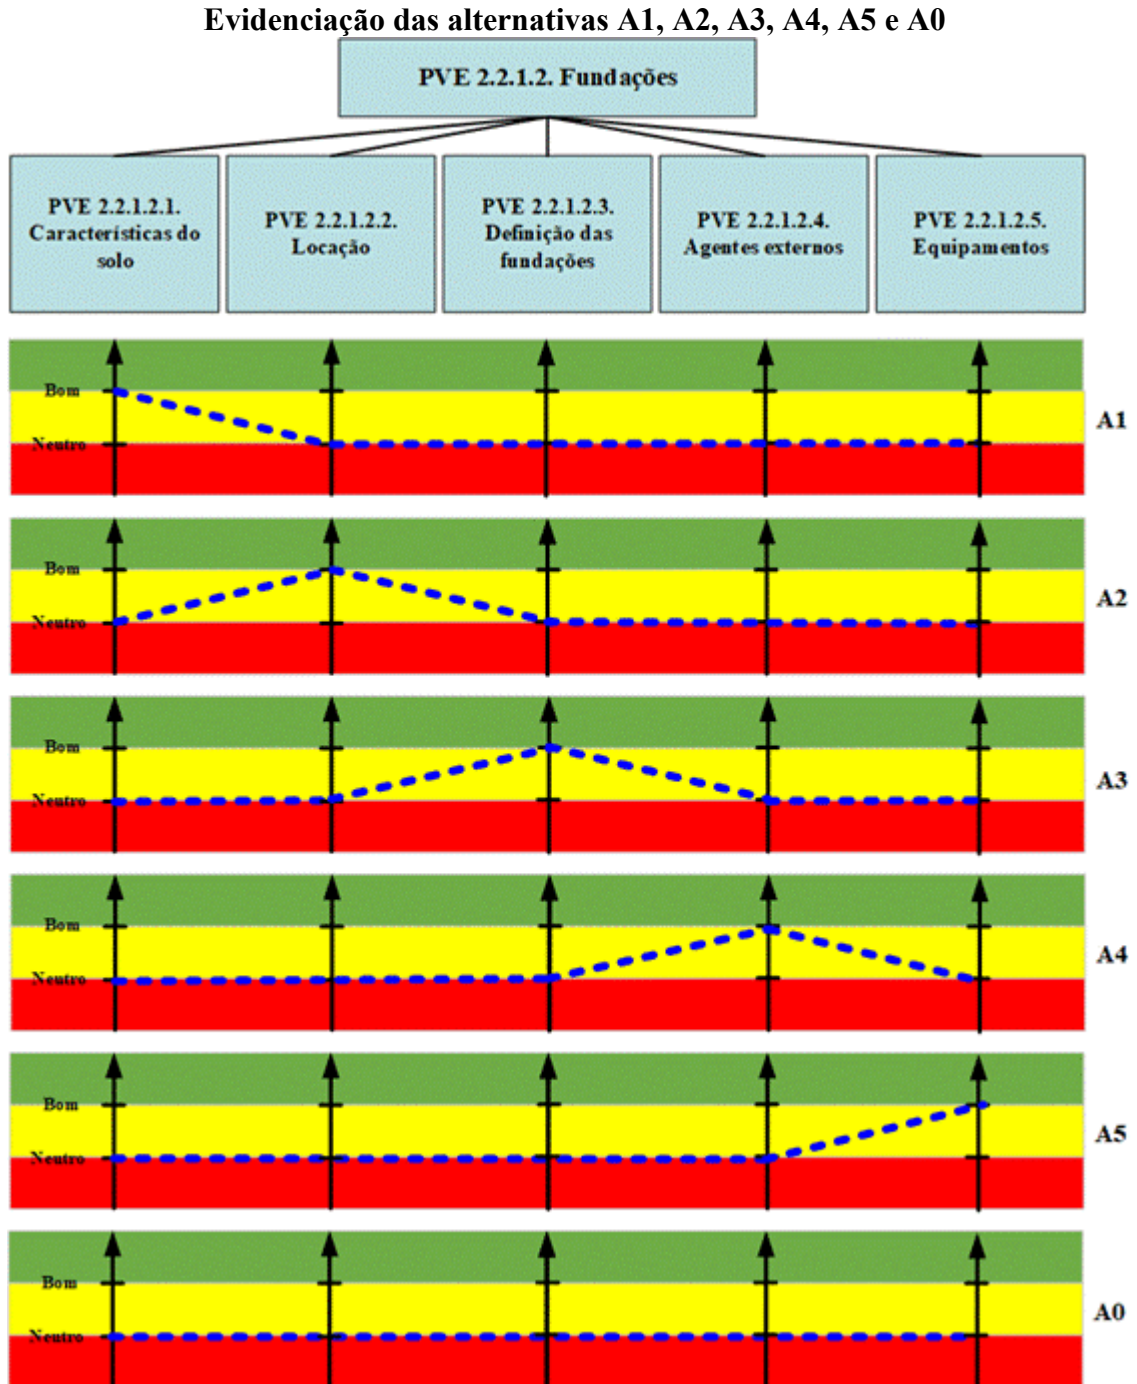 Evidenciação das alternativas A1, A2, A3, A4, A5 e A0
PVE 2.2.1.2. Fundações
PVE 2.2.1.2.1.
Características do
solo
PVE 2.2.1.2.2.
Locação
PVE 2.2.1.2.3.
Definição das
fundações
PVE 2.2.1.2.4.
Agentes externos
PVE 2.2.1.2.5.
Equipamentos
Bom
Neutro
A1
Bom
Neutro
A2
Bom
Neutro
A3
Bom
Neutro
A4
Bom
Neutro
A5
Bom
Neutro
A0